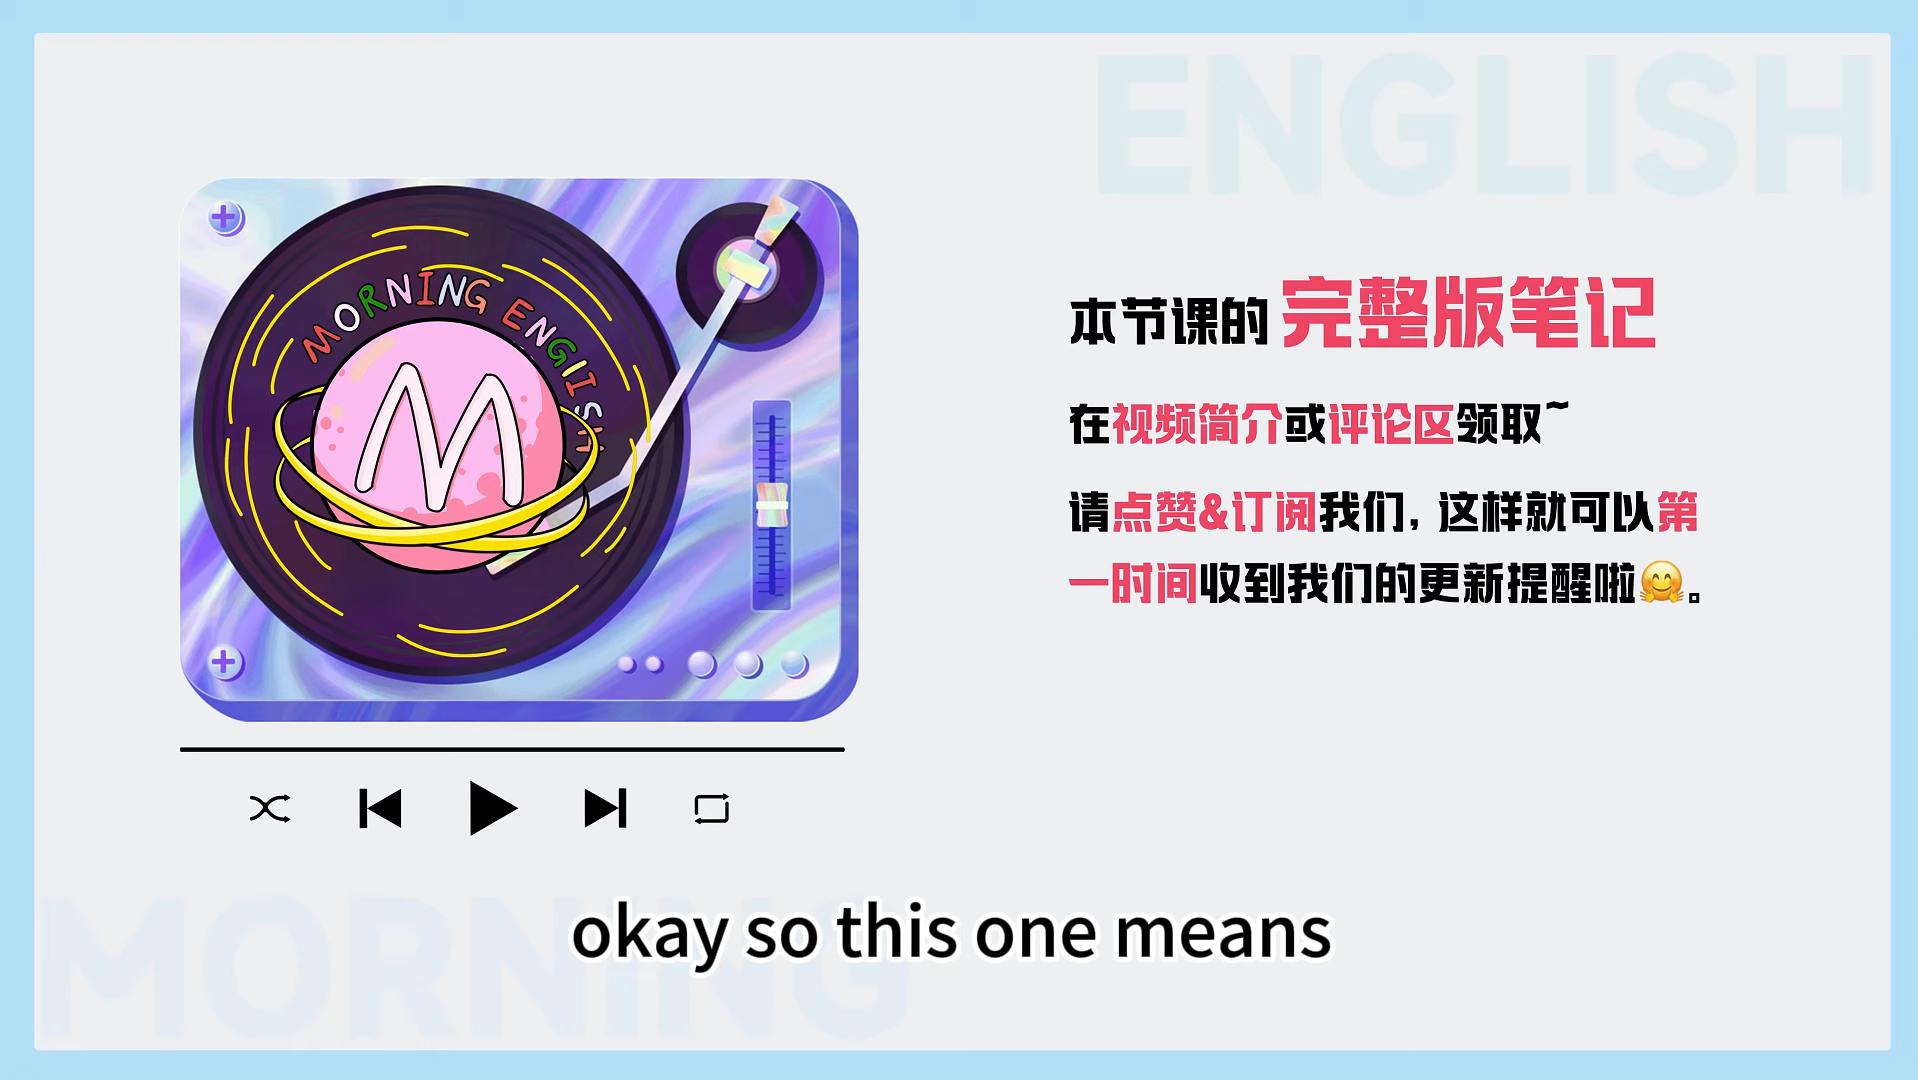 ENGLISH
MORNING ENGLISH
M
本节课的 完整版笔记
在视频简介或评论区领取~
请点赞&订阅我们，这样就可以第
一时间收到我们的更新提醒啦🤗。
MORNING
okay so this one means